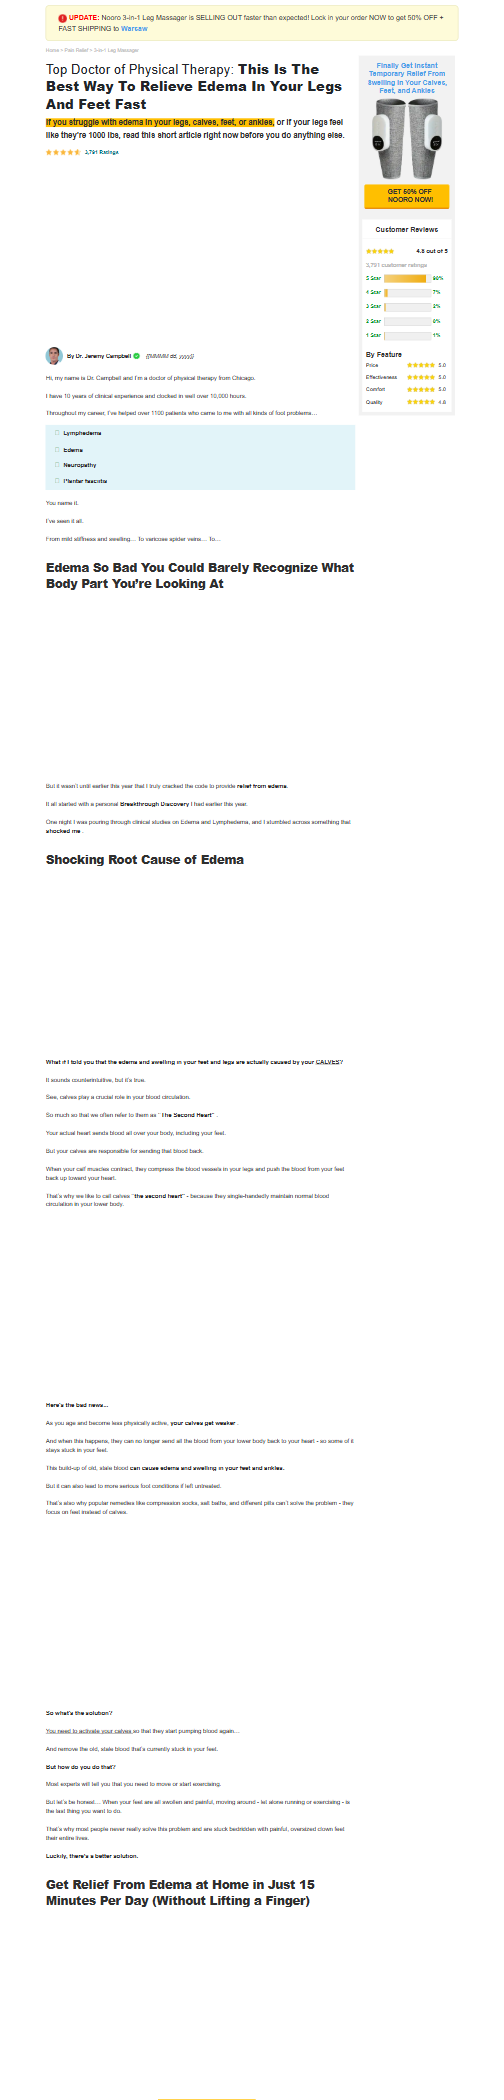 UPDATE: Nooro 3-in-1 Leg Massager is SELLING OUT faster than expected! Lock in your order NOW to get 50% OFF +
FAST SHIPPING to Warsaw
Home > Pain Relief > 3-in-1 Leg Massager
Top Doctor of Physical Therapy: This Is The
Best Way To Relieve Edema In Your Legs
And Feet Fast
If you struggle with edema in your legs, calves, feet, or ankles, or if your legs feel
like they're 1000 lbs, read this short article right now before you do anything else.
3,791 Ratings
Finally Get Instant
Temporary Relief From
Swelling in Your Calves,
Feet, and Ankles
GET 50% OFF
NOORO NOW!
Customer Reviews
4.8 out of 5
3,791 customer ratings
5 Star 90%
4 Star 7%
3 Star 2%
2 Star 0%
1 Star 1%
By Feature
Price 5.0
Effectiveness 5.0
Comfort 5.0
Quality 4.8
By Dr. Jeremy Campbell {{MMMM dd, yyyy}}
Hi, my name is Dr. Campbell and I'm a doctor of physical therapy from Chicago.
I have 10 years of clinical experience and clocked in well over 10,000 hours.
Throughout my career, I've helped over 1100 patients who came to me with all kinds of foot problems…
Lymphedema
Edema
Neuropathy
Plantar fasciitis
You name it.
I've seen it all.
From mild stiffness and swelling… To varicose spider veins… To…
Edema So Bad You Could Barely Recognize What
Body Part You're Looking At
But it wasn't until earlier this year that I truly cracked the code to provide relief from edema.
It all started with a personal Breakthrough Discovery I had earlier this year.
One night I was pouring through clinical studies on Edema and Lymphedema, and I stumbled across something that
shocked me .
Shocking Root Cause of Edema
What if I told you that the edema and swelling in your feet and legs are actually caused by your CALVES?
It sounds counterintuitive, but it's true.
See, calves play a crucial role in your blood circulation.
So much so that we often refer to them as " The Second Heart" .
Your actual heart sends blood all over your body, including your feet.
But your calves are responsible for sending that blood back.
When your calf muscles contract, they compress the blood vessels in your legs and push the blood from your feet
back up toward your heart.
That's why we like to call calves "the second heart" - because they single-handedly maintain normal blood
circulation in your lower body.
Here's the bad news…
As you age and become less physically active, your calves get weaker .
And when this happens, they can no longer send all the blood from your lower body back to your heart - so some of it
stays stuck in your feet.
This build-up of old, stale blood can cause edema and swelling in your feet and ankles.
But it can also lead to more serious foot conditions if left untreated.
That's also why popular remedies like compression socks, salt baths, and different pills can't solve the problem - they
focus on feet instead of calves.
So what's the solution?
You need to activate your calves so that they start pumping blood again…
And remove the old, stale blood that's currently stuck in your feet.
But how do you do that?
Most experts will tell you that you need to move or start exercising.
But let's be honest… When your feet are all swollen and painful, moving around - let alone running or exercising - is
the last thing you want to do.
That's why most people never really solve this problem and are stuck bedridden with painful, oversized clown feet
their entire lives.
Luckily, there's a better solution.
Get Relief From Edema at Home in Just 15
Minutes Per Day (Without Lifting a Finger)